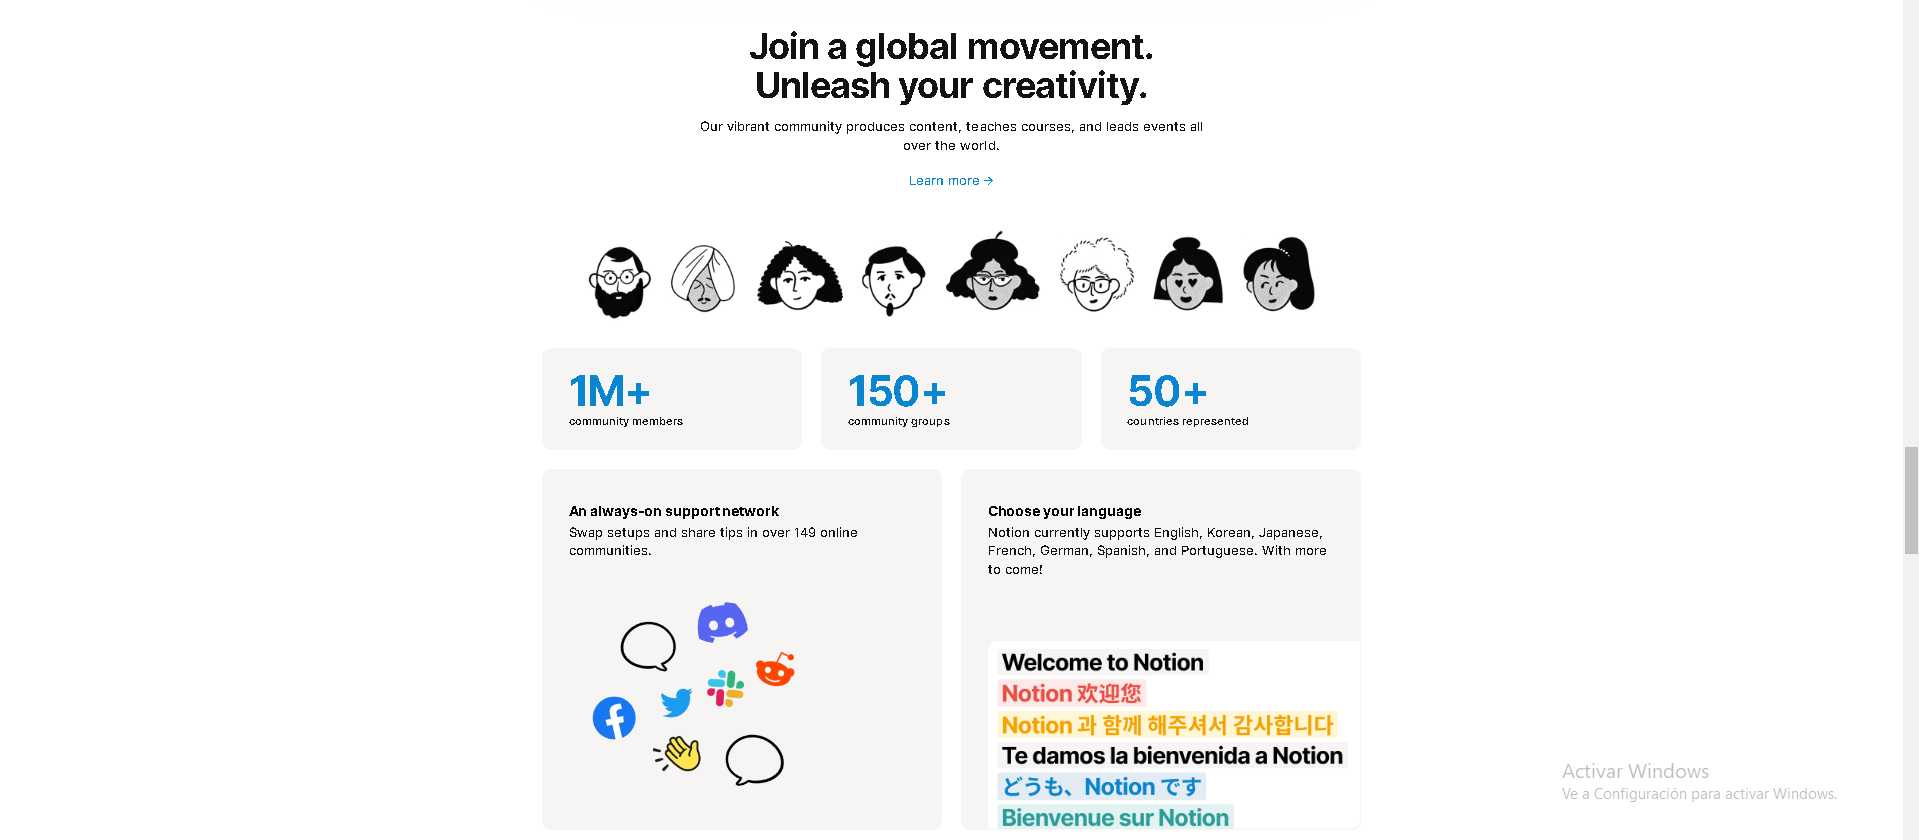 Join a global movement.
Unleash your creativity.
Our vibrant community produces content, teaches courses, and leads events all
over the world.
Learn more →
1M+
community members
150+
community groups
50+
countries represented
An always-on support network
Swap setups and share tips in over 149 online
communities.
Choose your language
Notion currently supports English, Korean, Japanese,
French, German, Spanish, and Portuguese. With more
to come!
Welcome to Notion
Notion 欢迎您
Notion 과 함께 해주셔서 감사합니다
Te damos la bienvenida a Notion
どうも、Notion です
Bienvenue sur Notion
Activar Windows
Ve a Configuración para activar Windows.